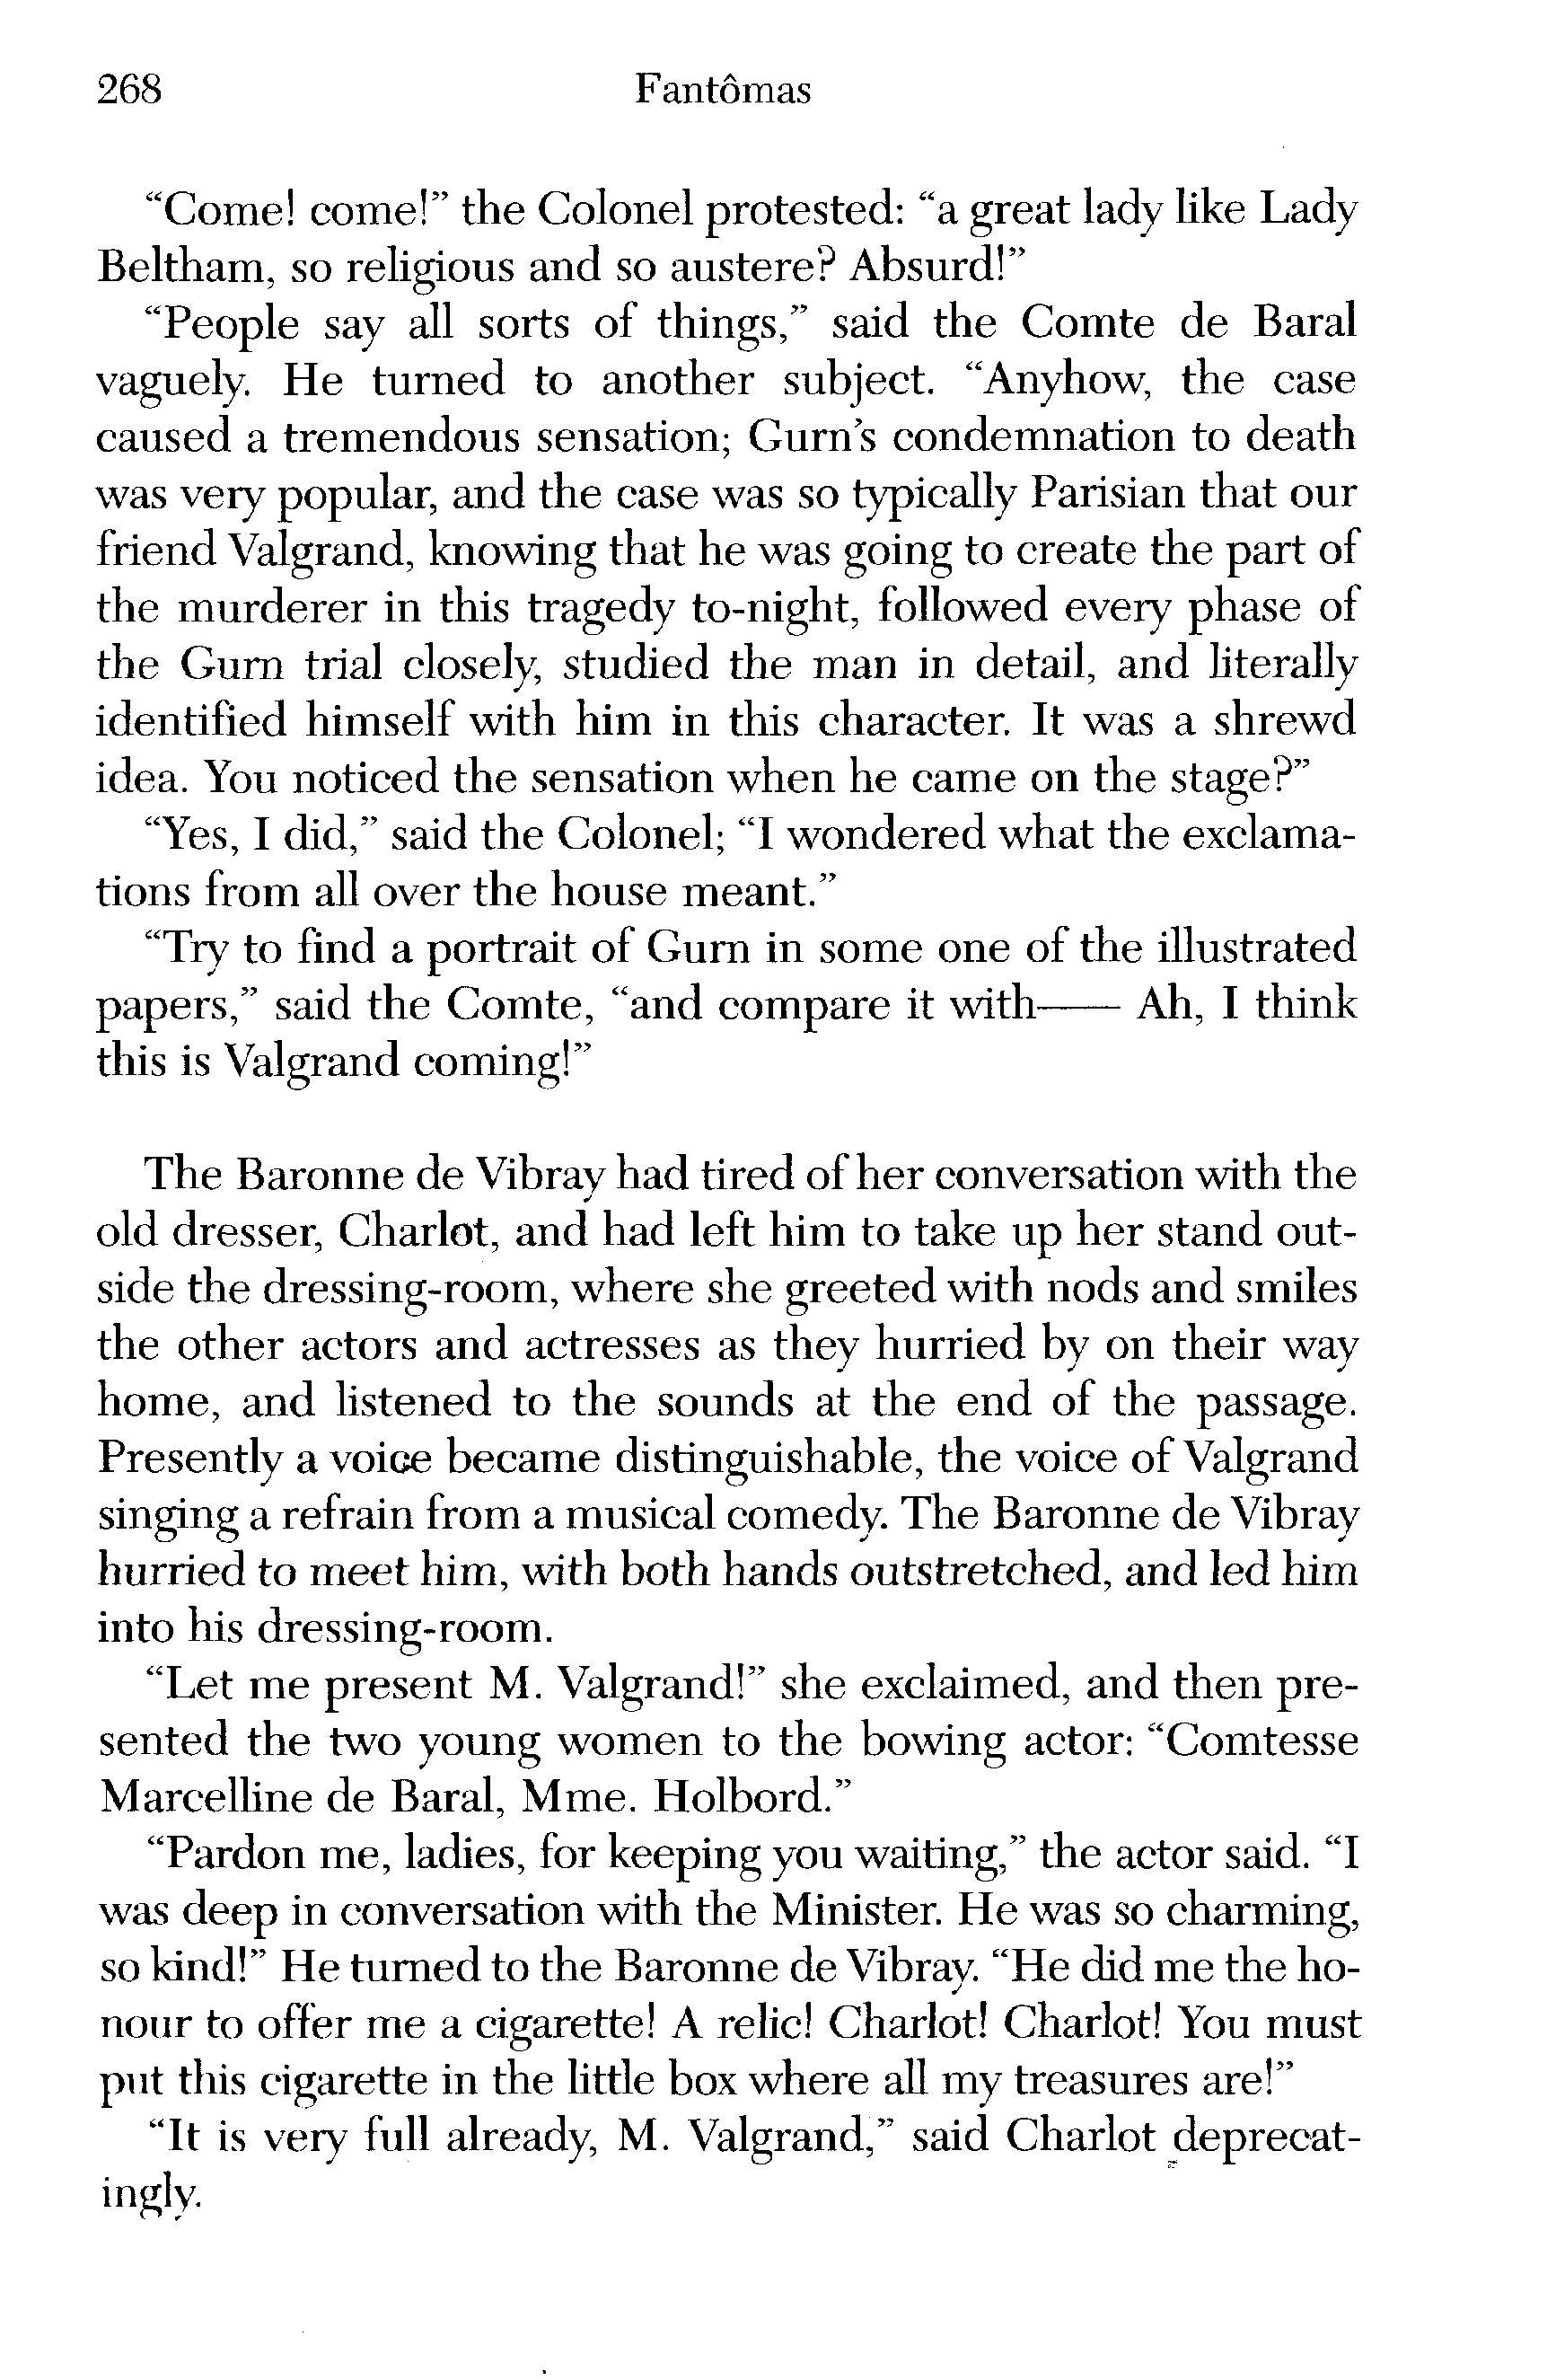 268 Fantômas
“Come! come!” the Colonel protested: “a great lady like Lady
Beltham, so religious and so austere? Absurd!”
“People say all sorts of things,” said the Comte de Baral
vaguely. He turned to another subject. “Anyhow, the case
caused a tremendous sensation; Gurn’s condemnation to death
was very popular, and the case was so typically Parisian that our
friend Valgrand, knowing that he was going to create the part of
the murderer in this tragedy to-night, followed every phase of
the Gurn trial closely, studied the man in detail, and literally
identified himself with him in this character. It was a shrewd
idea. You noticed the sensation when he came on the stage?”
“Yes, I did,” said the Colonel; “I wondered what the exclama-
tions from all over the house meant.”
“Try to find a portrait of Gurn in some one of the illustrated
papers,” said the Comte, “and compare it with—— Ah, I think
this is Valgrand coming!”
The Baronne de Vibray had tired of her conversation with the
old dresser, Charlot, and had left him to take up her stand out-
side the dressing-room, where she greeted with nods and smiles
the other actors and actresses as they hurried by on their way
home, and listened to the sounds at the end of the passage.
Presently a voice became distinguishable, the voice of Valgrand
singing a refrain from a musical comedy. The Baronne de Vibray
hurried to meet him, with both hands outstretched, and led him
into his dressing-room.
“Let me present M. Valgrand!” she exclaimed, and then pre-
sented the two young women to the bowing actor: “Comtesse
Marcelline de Baral, Mme. Holbord.”
“Pardon me, ladies, for keeping you waiting,” the actor said. “I
was deep in conversation with the Minister. He was so charming,
so kind!” He turned to the Baronne de Vibray. “He did me the ho-
nour to offer me a cigarette! A relic! Charlot! Charlot! You must
put this cigarette in the little box where all my treasures are!”
“It is very full already, M. Valgrand,” said Charlot deprecat-
ingly.